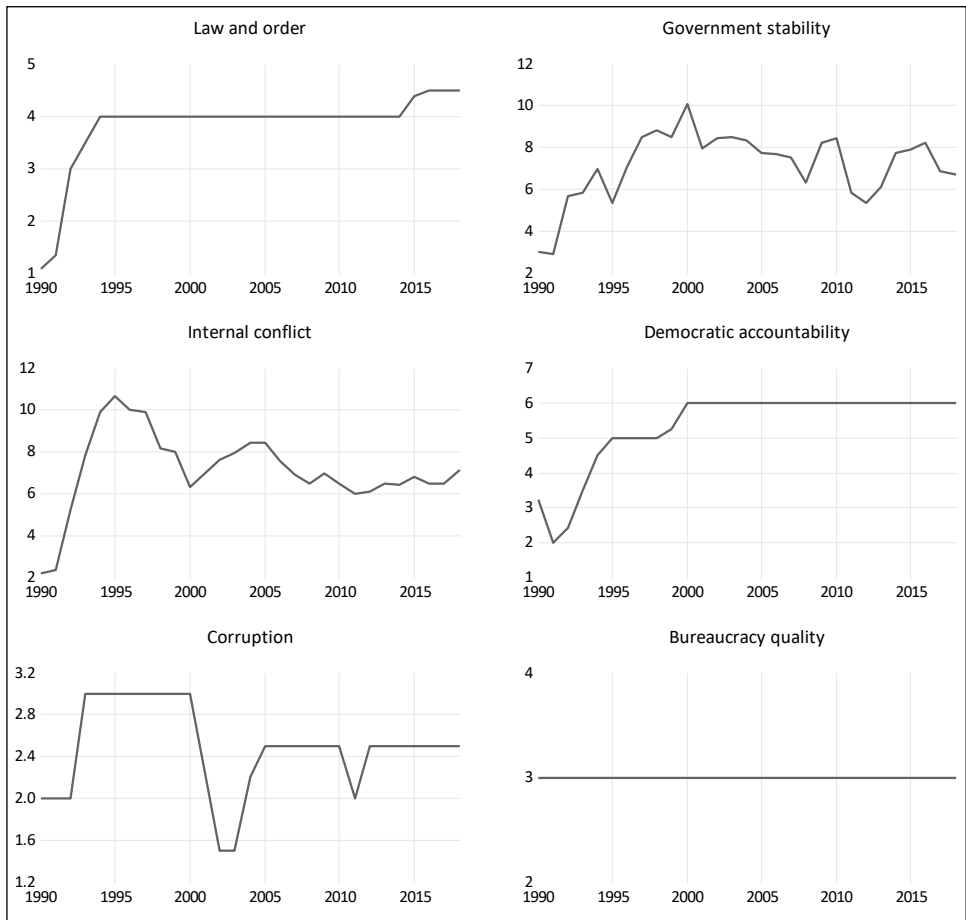 Law and order
5
4
3
2
1
1990 1995 2000 2005 2010 2015
Government stability
12
10
8
6
4
2
1990 1995 2000 2005 2010 2015
Internal conflict
12
10
8
6
4
2
1990 1995 2000 2005 2010 2015
Democratic accountability
7
6
5
4
3
2
1
1990 1995 2000 2005 2010 2015
Corruption
3.2
2.8
2.4
2.0
1.6
1.2
1990 1995 2000 2005 2010 2015
Bureaucracy quality
4
3
2
1990 1995 2000 2005 2010 2015